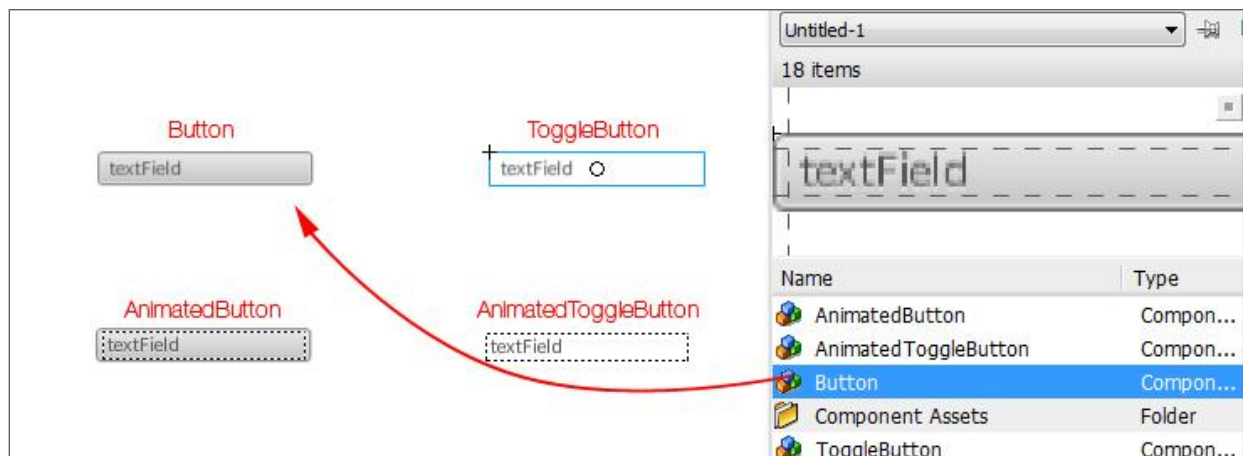 Untitled-1
18 items
Button
ToggleButton
textField
textField
textField
AnimatedButton
AnimatedToggleButton
textField
textField
Name Type
AnimatedButton Compon...
AnimatedToggleButton Compon...
Button Compon...
Component Assets Folder
ToggleButton Compon...